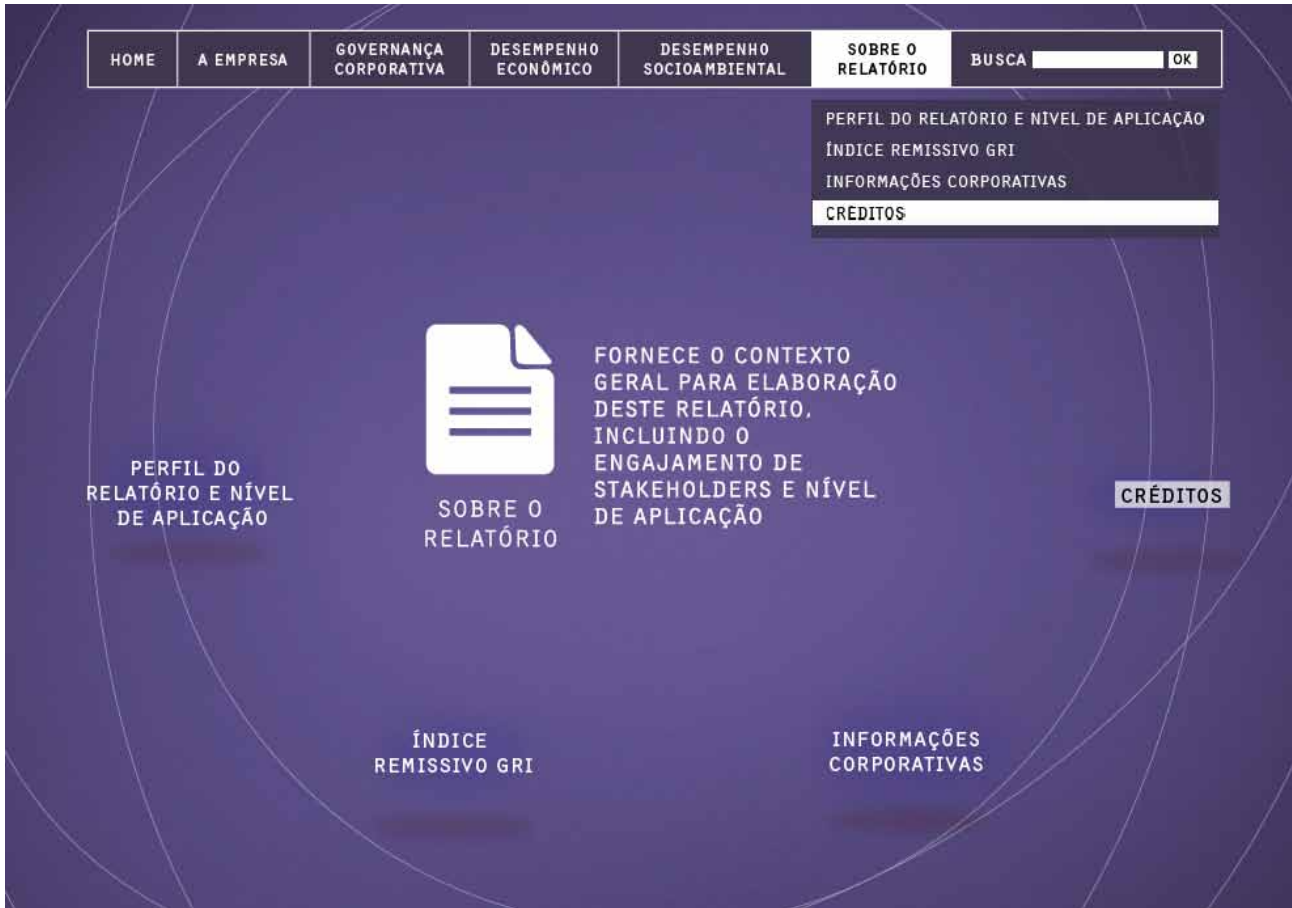 HOME
A EMPRESA
GOVERNANÇA
CORPORATIVA
DESEMPENHO
ECONÔMICO
DESEMPENHO
SOCIOAMBIENTAL
SOBRE O
RELATÓRIO
BUSCA OK
PERFIL DO RELATÓRIO E NÍVEL DE APLICAÇÃO
ÍNDICE REMISSIVO GRI
INFORMAÇÕES CORPORATIVAS
CRÉDITOS
FORNECE O CONTEXTO
GERAL PARA ELABORAÇÃO
DESTE RELATÓRIO,
INCLUINDO O
ENGAJAMENTO DE
STAKEHOLDERS E NÍVEL
DE APLICAÇÃO
SOBRE O
RELATÓRIO
PERFIL DO
RELATÓRIO E NÍVEL
DE APLICAÇÃO
CRÉDITOS
ÍNDICE
REMISSIVO GRI
INFORMAÇÕES
CORPORATIVAS